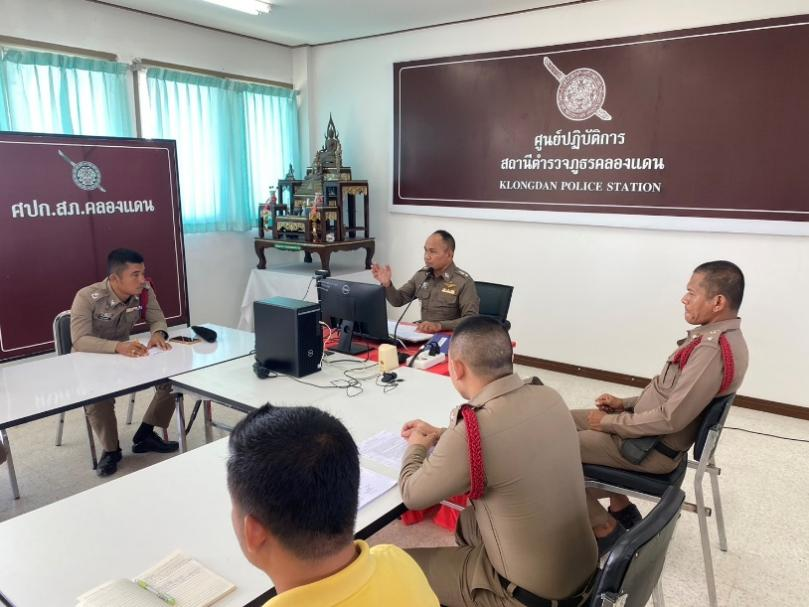 ศปก.สภ.คลองแดน
ศูนย์ปฏิบัติการ
สถานีตำรวจภูธรคลองแดน
KLONGDAN POLICE STATION
DELL